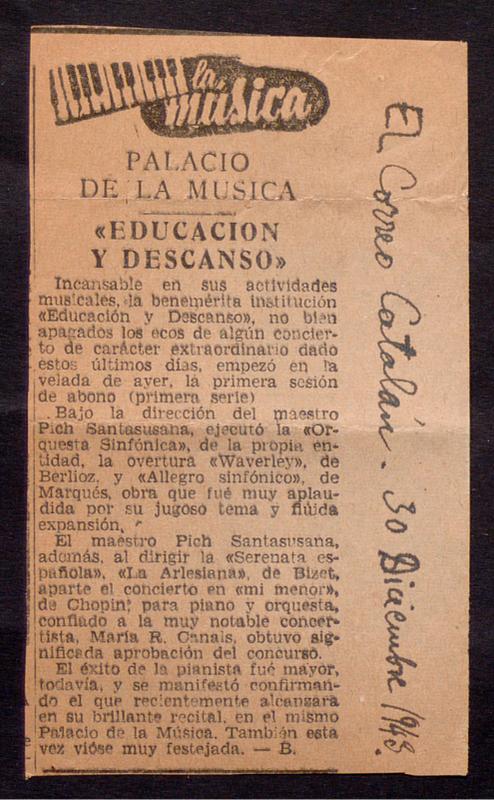 la
música
PALACIO
DE LA MUSICA
«EDUCACION
Y DESCANSO»
Incansable en sus actividades
musicales, la benemérita institución
«Educación y Descanso», no bien
apagados los ecos de algún concier-
to de carácter extraordinario dado
estos últimos días, empezó en la
velada de ayer, la primera sesión
de abono (primera serie)
Bajo la dirección del maestro
Pich Santasusana, ejecutó la «Or-
questa Sinfónica», de la propia en-
tidad, la overtura «Waverley», de
Berlioz, y «Allegro sinfónico», de
Marqués, obra que fué muy aplau-
dida por su jugoso tema y flúida
expansión.
El maestro Pich Santasusana,
además, al dirigir la «Serenata es-
pañola», «La Arlesiana», de Bizet,
aparte el concierto en «mi menor»,
de Chopin, para piano y orquesta,
confiado a la muy notable concer-
tista, María R. Canals, obtuvo sig-
nificada aprobación del concurso.
El éxito de la pianista fué mayor,
todavía, y se manifestó confirman-
do el que recientemente alcanzara
en su brillante recital, en el mismo
Palacio de la Música. También esta
vez vióse muy festejada. — B.
El Correo Catalán. 30 Diciembre 1943.